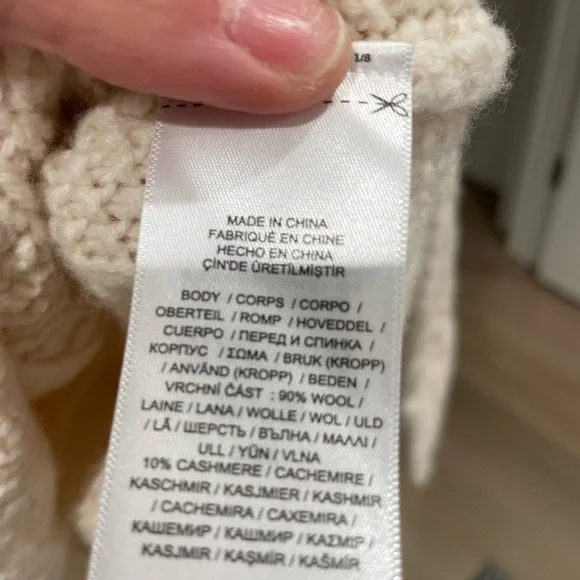 1/8
MADE IN CHINA
FABRIQUÉ EN CHINE
HECHO EN CHINA
ÇİN'DE ÜRETİLMİŞTİR
BODY / CORPS / CORPO /
OBERTEIL / ROMP / HOVEDDEL /
CUERPO / ПЕРЕД И СПИНКА /
КОРПУС / ΣΩΜΑ / BRUK (KROPP)
/ ANVÄND (KROPP) / BEDEN /
VRCHNÍ ČÁST : 90% WOOL /
LAINE / LANA / WOLLE / WOL / ULD
/ LÃ / ШЕРСТЬ / ВЪЛНА / ΜΑΛΛΙ /
ULL / YÜN / VLNA
10% CASHMERE / CACHEMIRE /
KASCHMIR / KASJMIER / KASHMIR
/ CACHEMIRA / CAXEMIRA /
КАШЕМИР / КАШМИР / ΚΑΣΜΙΡ /
KASJMIR / KAŞMİR / KAŠMÍR